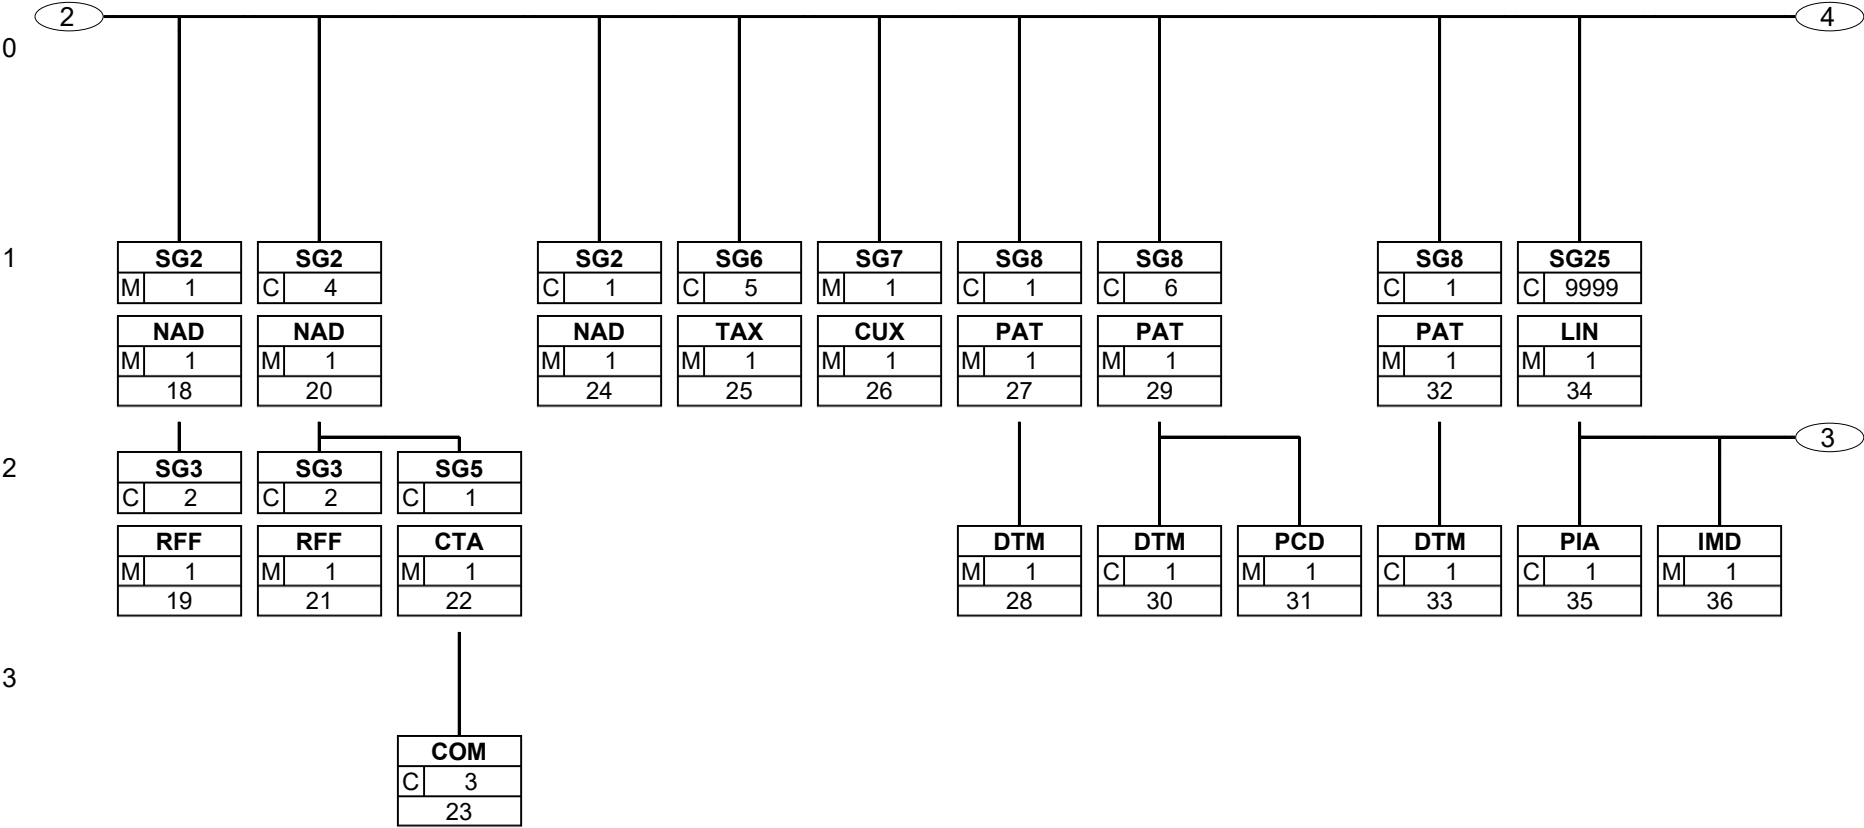 2 4
0
1
SG2 SG2 SG2 SG6 SG7 SG8 SG8 SG8 SG25
M 1 C 4 C 1 C 5 M 1 C 1 C 6 C 1 C 9999
NAD NAD NAD TAX CUX PAT PAT PAT LIN
M 1 M 1 M 1 M 1 M 1 M 1 M 1 M 1 M 1
18 20 24 25 26 27 29 32 34
3
2
SG3 SG3 SG5
C 2 C 2 C 1
RFF RFF CTA DTM DTM PCD DTM PIA IMD
M 1 M 1 M 1 M 1 C 1 M 1 C 1 C 1 M 1
19 21 22 28 30 31 33 35 36
3
COM
C 3
23